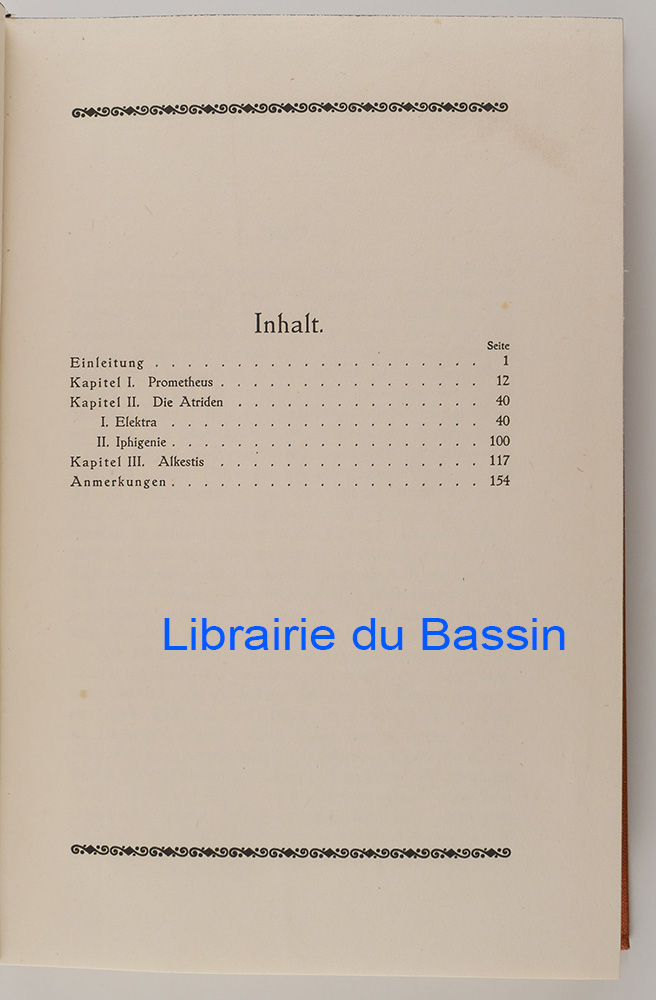 Inhalt.
Seite
Einleitung . . . . . . . . . . . . . . . . . . . . . . . . 1
Kapitel I. Prometheus . . . . . . . . . . . . . . . . . . . 12
Kapitel II. Die Atriden . . . . . . . . . . . . . . . . . . 40
I. Elektra . . . . . . . . . . . . . . . . . . . . . . . 40
II. Iphigenie . . . . . . . . . . . . . . . . . . . . . . 100
Kapitel III. Alkestis . . . . . . . . . . . . . . . . . . . 117
Anmerkungen . . . . . . . . . . . . . . . . . . . . . . . 154
Librairie du Bassin